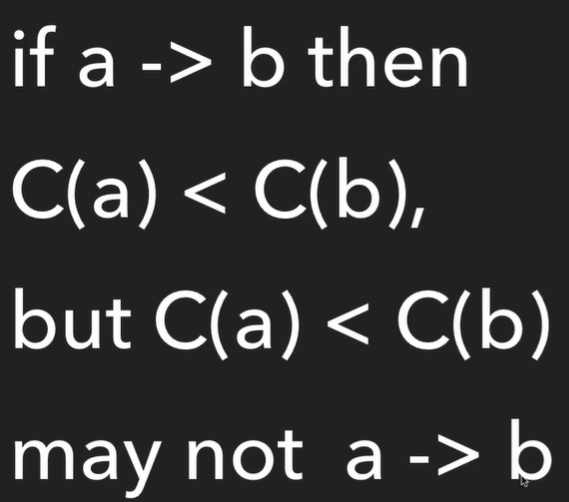 if a -> b then
C(a) < C(b),
but C(a) < C(b)
may not  a -> b